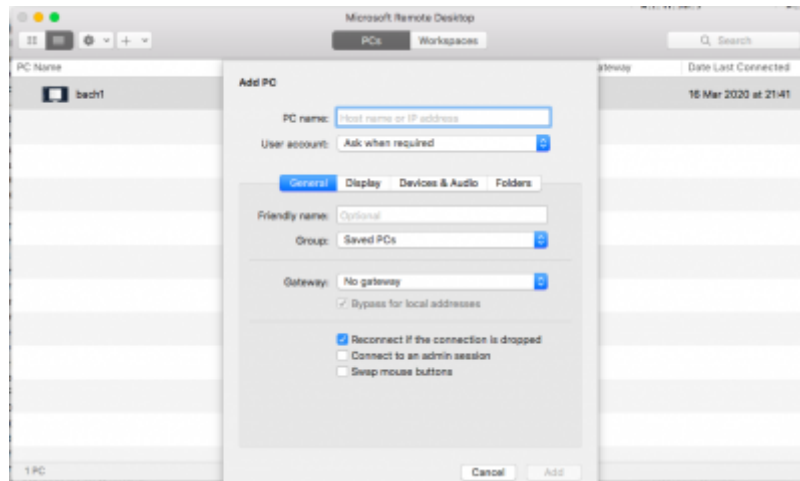 Microsoft Remote Desktop
PCs Workspaces Search
PC Name ateway Date Last Connected
bach1 16 Mar 2020 at 21:41
Add PC
PC name: Host name or IP address
User account: Ask when required
General Display Devices & Audio Folders
Friendly name: Optional
Group: Saved PCs
Gateway: No gateway
Bypass for local addresses
Reconnect if the connection is dropped
Connect to an admin session
Swap mouse buttons
1 PC
Cancel Add